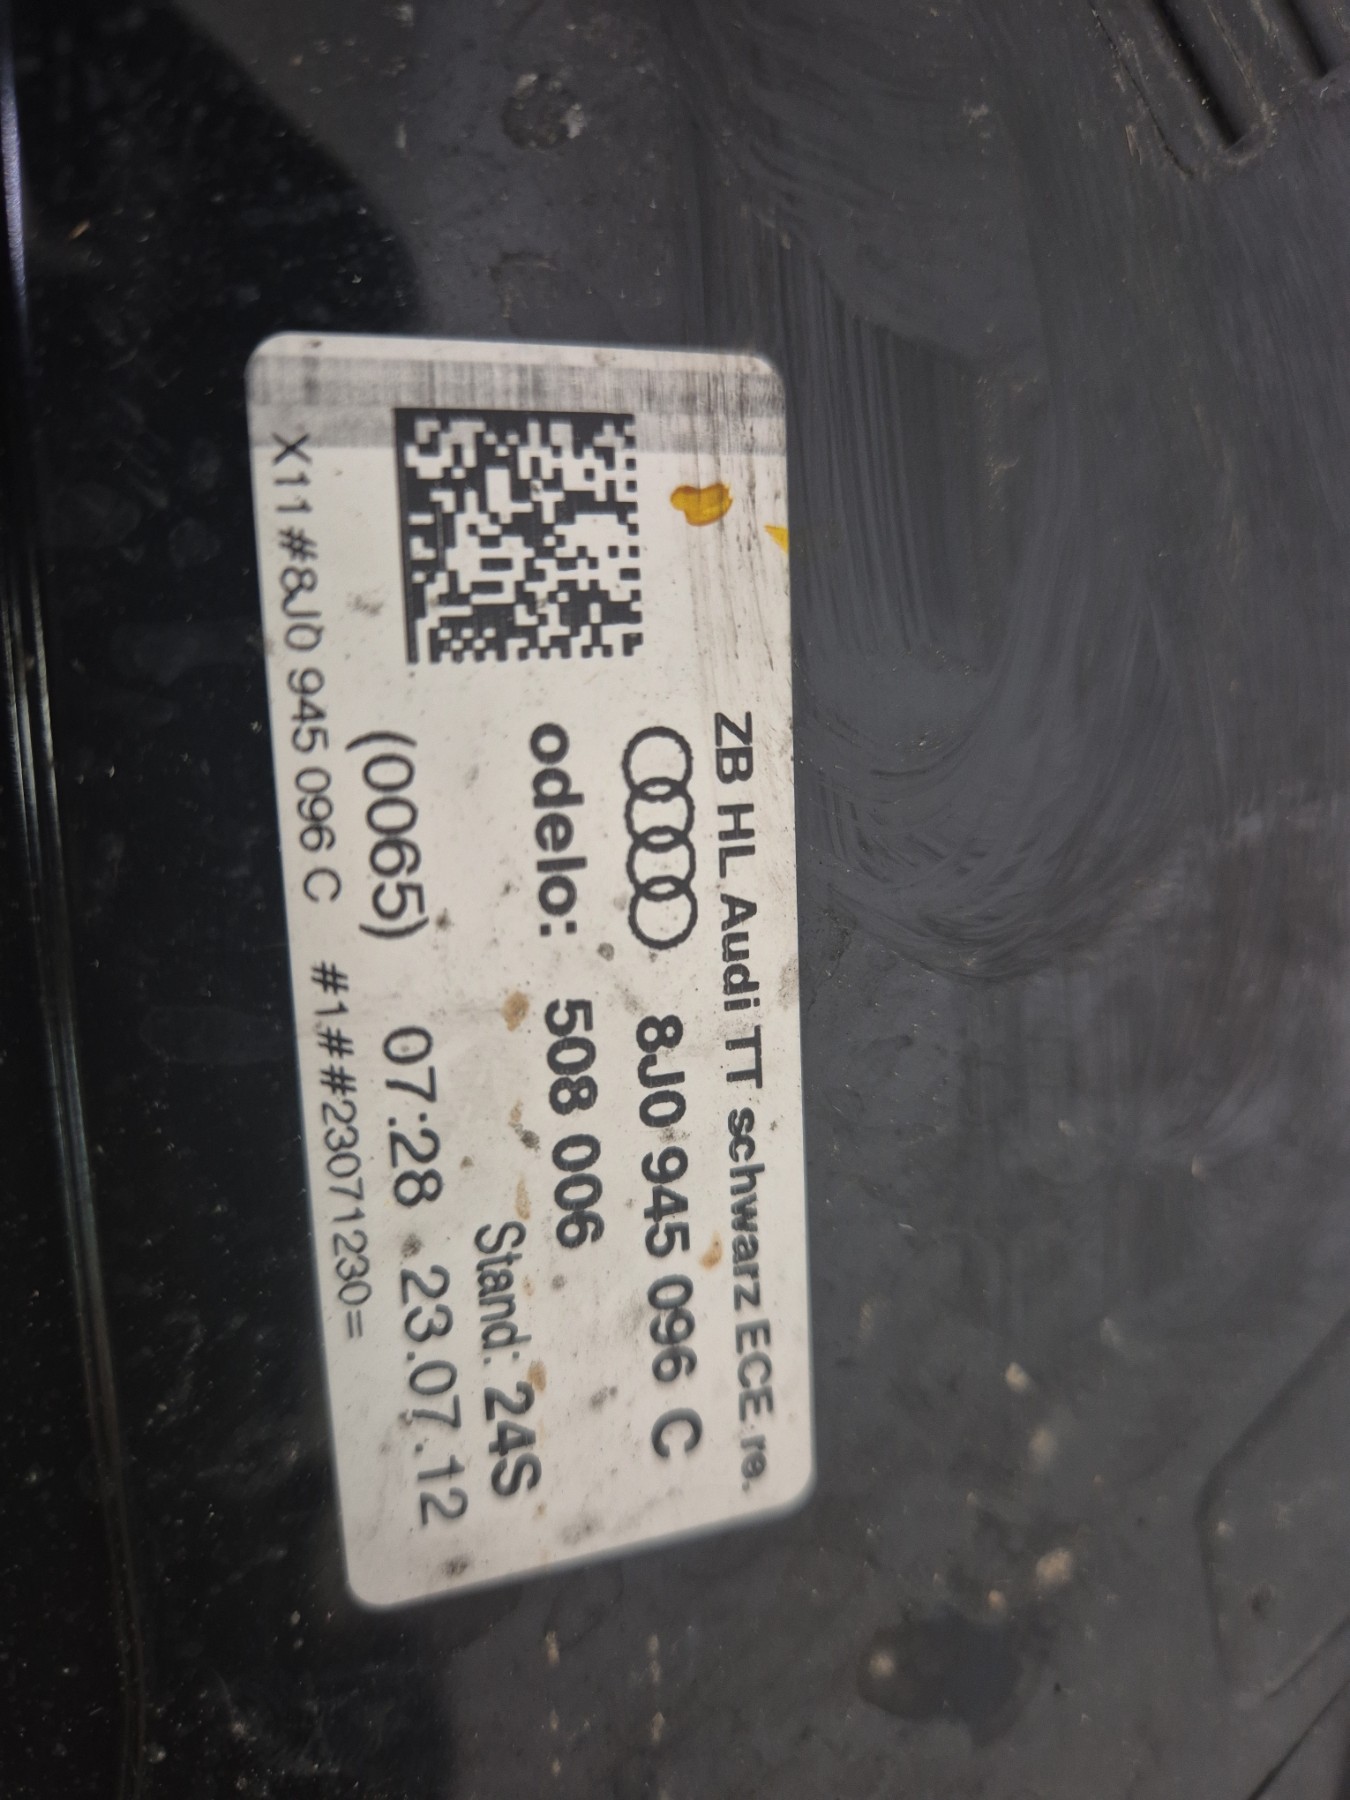 ZB HL Audi TT schwarz ECE re.
8J0 945 096 C
odelo: 508 006
Stand: 24S
(0065) 07:28 23.07.12
X11#8J0 945 096 C #1##23071230=